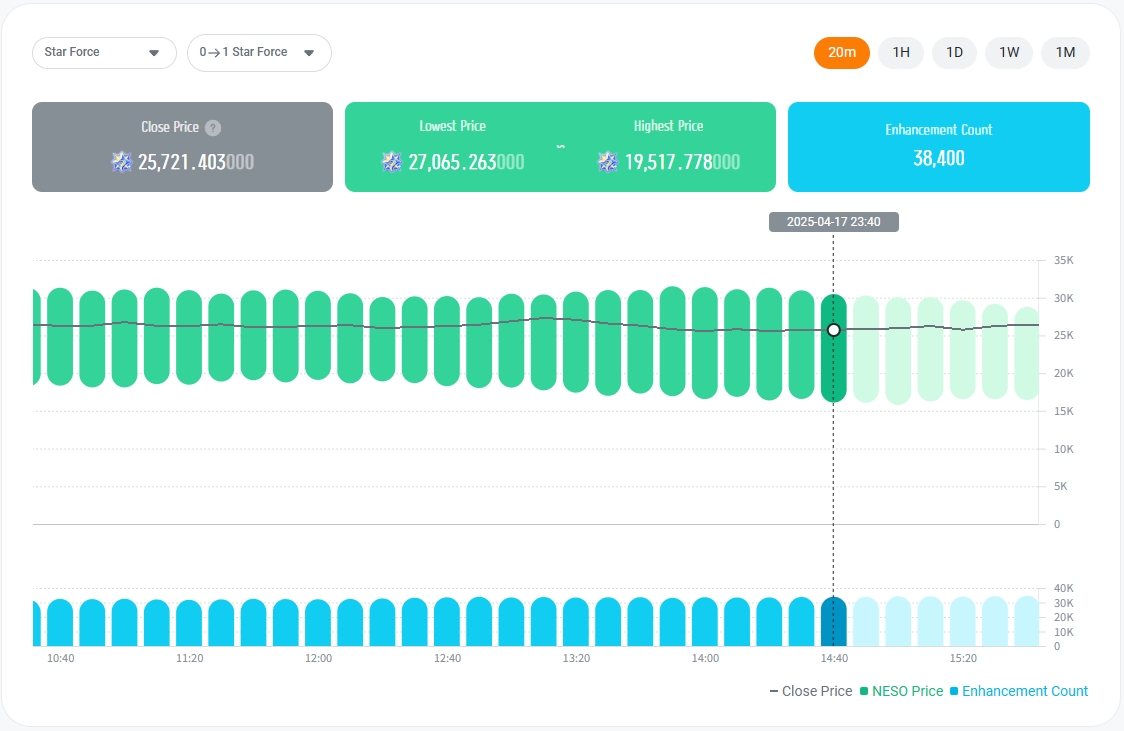 Star Force
0→1 Star Force
20m
1H
1D
1W
1M
Close Price ?
25,721.403000
Lowest Price
27,065.263000
~
Highest Price
19,517.778000
Enhancement Count
38,400
2025-04-17 23:40
35K
30K
25K
20K
15K
10K
5K
0
40K
30K
20K
10K
0
10:40 11:20 12:00 12:40 13:20 14:00 14:40 15:20
Close Price NESO Price Enhancement Count